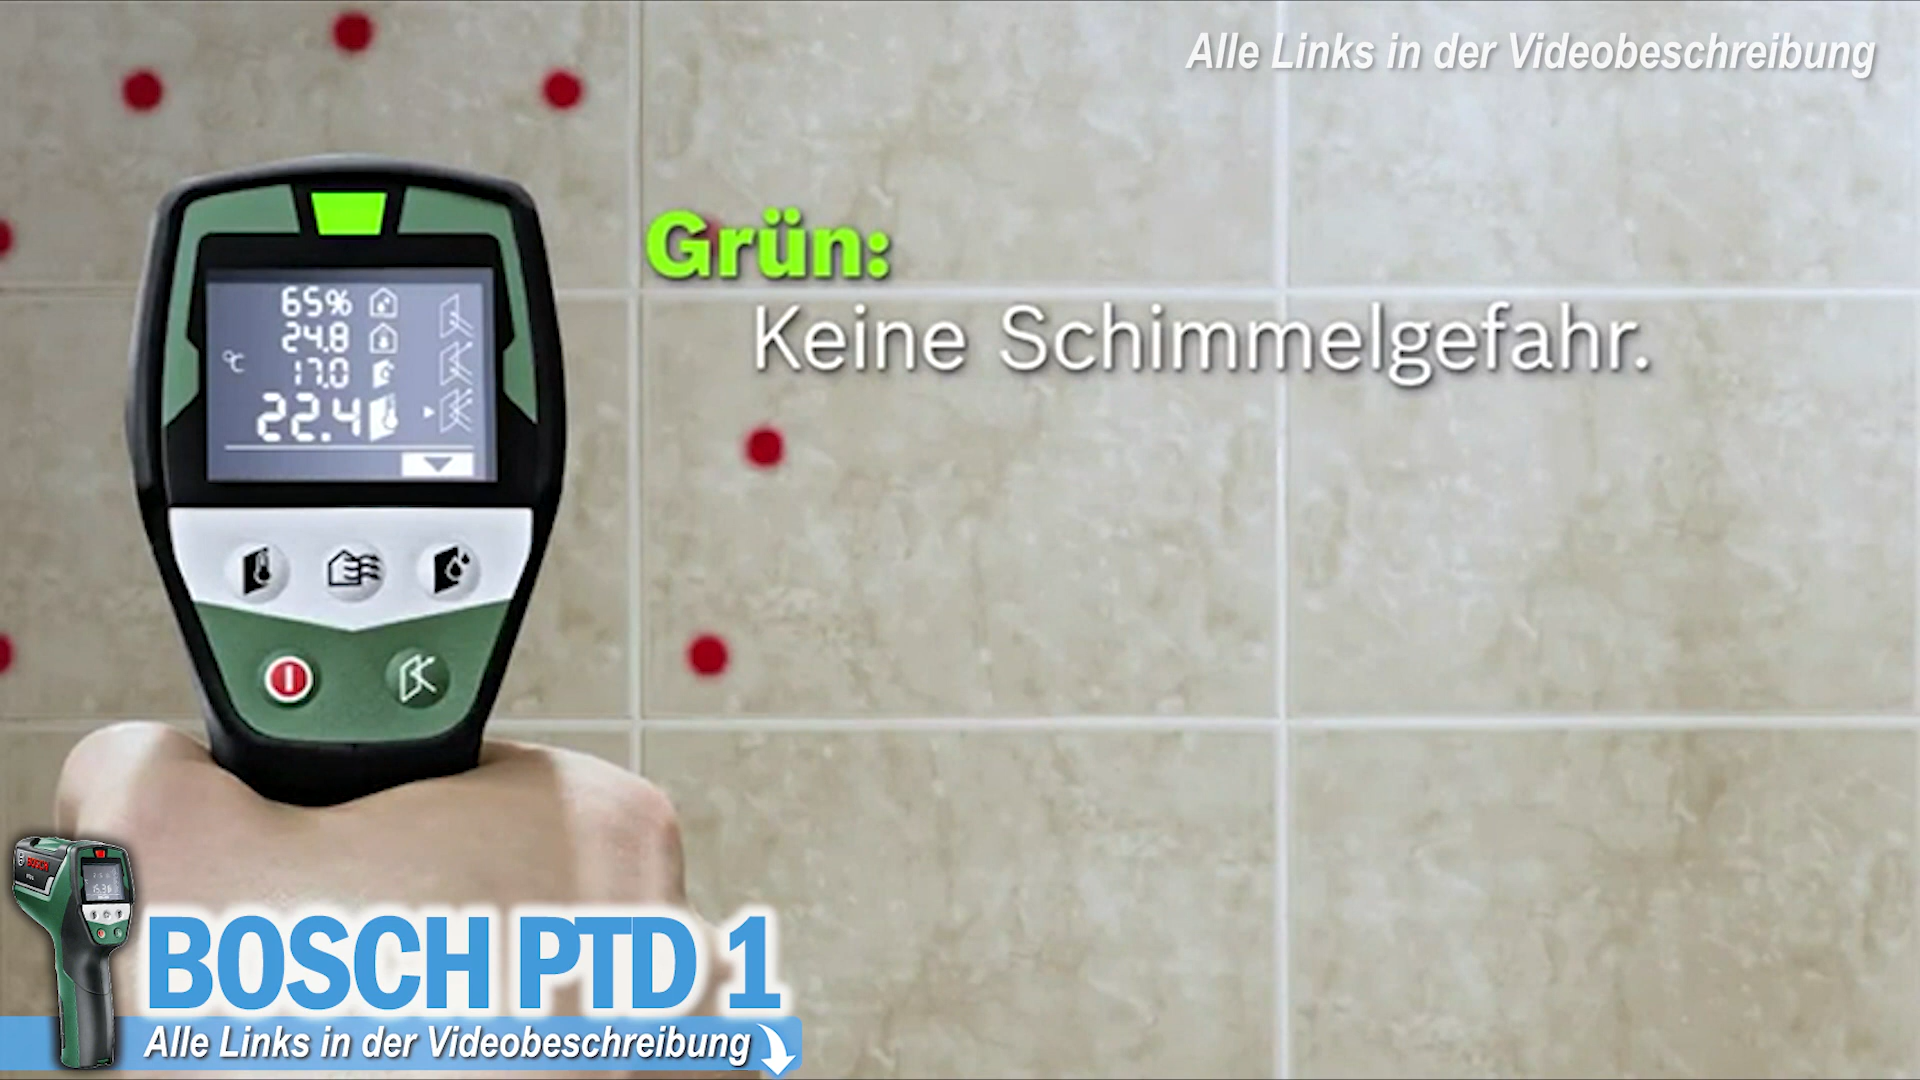 Alle Links in der Videobeschreibung
Grün:
Keine Schimmelgefahr.
65%
24.8
°C
17.0
22.4
BOSCH
BOSCH PTD 1
Alle Links in der Videobeschreibung